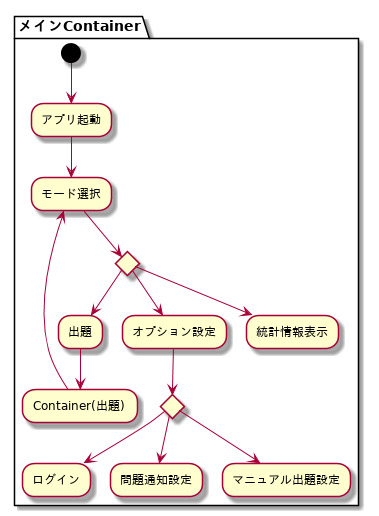 メインContainer
アプリ起動
モード選択
出題
オプション設定
統計情報表示
Container(出題)
ログイン
問題通知設定
マニュアル出題設定